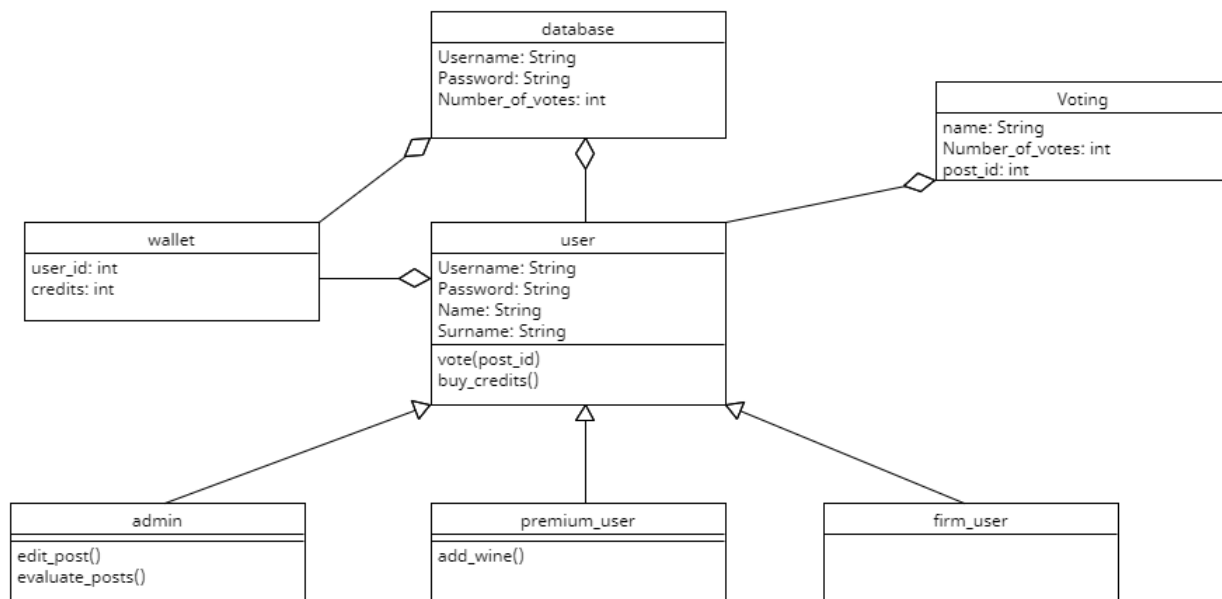 database
Username: String
Password: String
Number_of_votes: int
Voting
name: String
Number_of_votes: int
post_id: int
wallet
user_id: int
credits: int
user
Username: String
Password: String
Name: String
Surname: String
vote(post_id)
buy_credits()
admin
edit_post()
evaluate_posts()
premium_user
add_wine()
firm_user